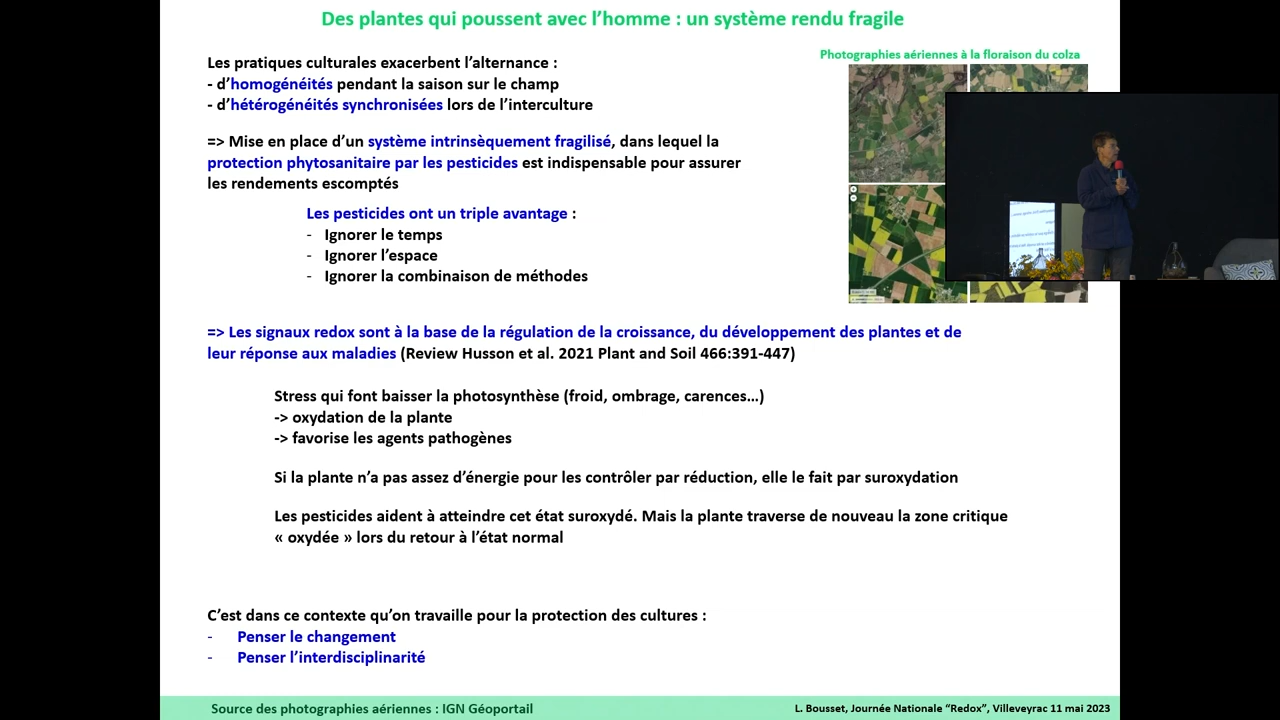 Des plantes qui poussent avec l'homme : un système rendu fragile
Photographies aériennes à la floraison du colza
Les pratiques culturales exacerbent l'alternance :
- d'homogénéités pendant la saison sur le champ
- d'hétérogénéités synchronisées lors de l'interculture
=> Mise en place d'un système intrinsèquement fragilisé, dans lequel la
protection phytosanitaire par les pesticides est indispensable pour assurer
les rendements escomptés
Les pesticides ont un triple avantage :
- Ignorer le temps
- Ignorer l'espace
- Ignorer la combinaison de méthodes
=> Les signaux redox sont à la base de la régulation de la croissance, du développement des plantes et de
leur réponse aux maladies (Review Husson et al. 2021 Plant and Soil 466:391-447)
Stress qui font baisser la photosynthèse (froid, ombrage, carences…)
-> oxydation de la plante
-> favorise les agents pathogènes
Si la plante n'a pas assez d'énergie pour les contrôler par réduction, elle le fait par suroxydation
Les pesticides aident à atteindre cet état suroxydé. Mais la plante traverse de nouveau la zone critique
« oxydée » lors du retour à l'état normal
C'est dans ce contexte qu'on travaille pour la protection des cultures :
- Penser le changement
- Penser l'interdisciplinarité
Source des photographies aériennes : IGN Géoportail
L. Bousset, Journée Nationale "Redox", Villeveyrac 11 mai 2023